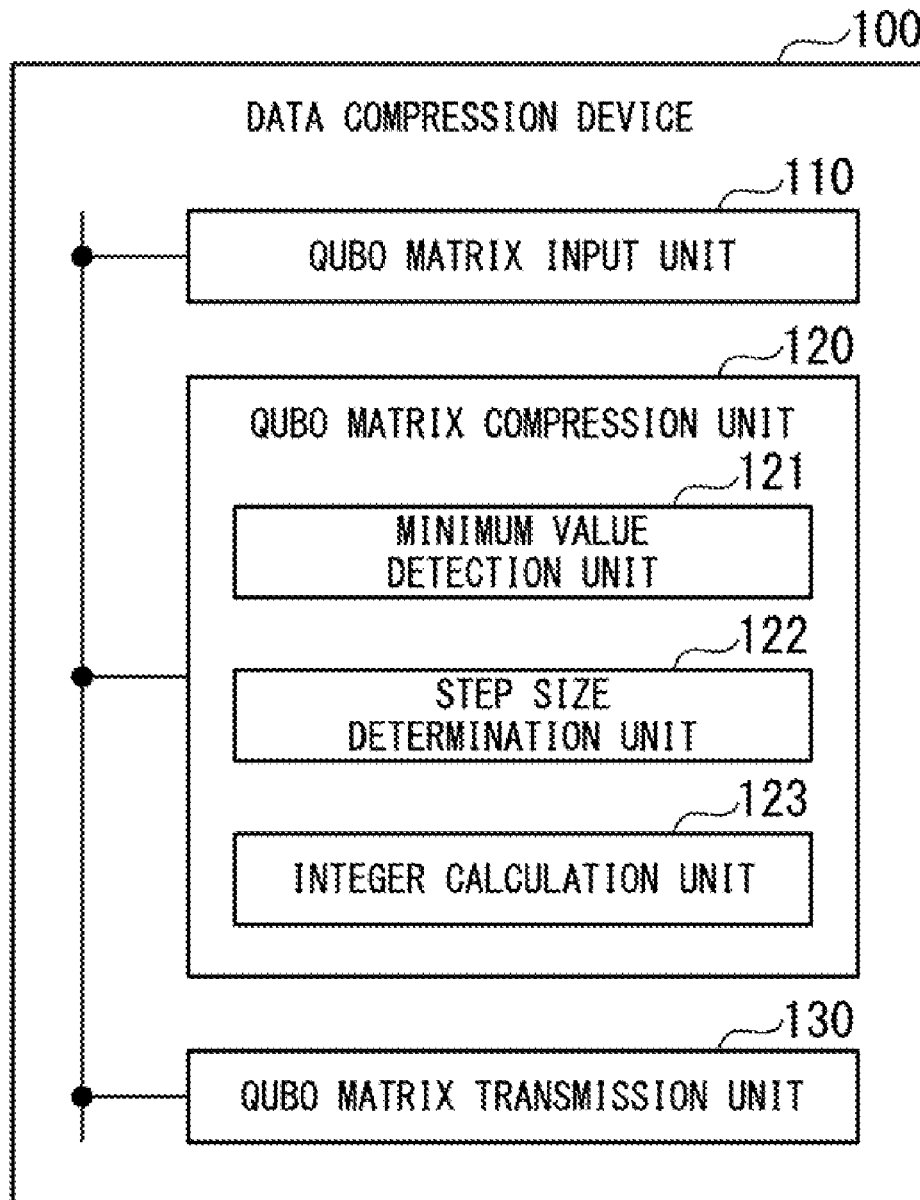 100
DATA COMPRESSION DEVICE
110
QUBO MATRIX INPUT UNIT
120
QUBO MATRIX COMPRESSION UNIT
121
MINIMUM VALUE
DETECTION UNIT
122
STEP SIZE
DETERMINATION UNIT
123
INTEGER CALCULATION UNIT
130
QUBO MATRIX TRANSMISSION UNIT